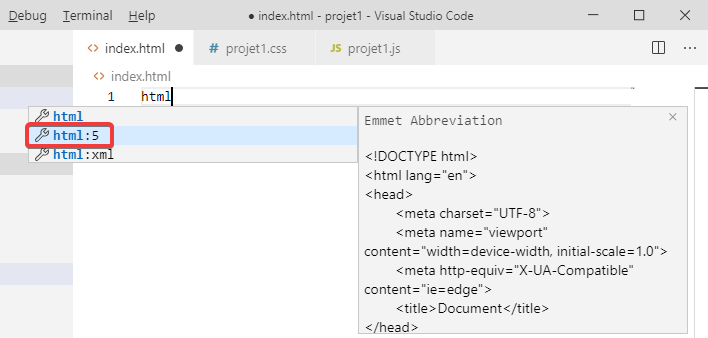 Debug Terminal Help ● index.html - projet1 - Visual Studio Code
<> index.html ● # projet1.css JS projet1.js ...
<> index.html
1 html
html
html:5
html:xml
Emmet Abbreviation ×
<!DOCTYPE html>
<html lang="en">
<head>
<meta charset="UTF-8">
<meta name="viewport"
content="width=device-width, initial-scale=1.0">
<meta http-equiv="X-UA-Compatible"
content="ie=edge">
<title>Document</title>
</head>